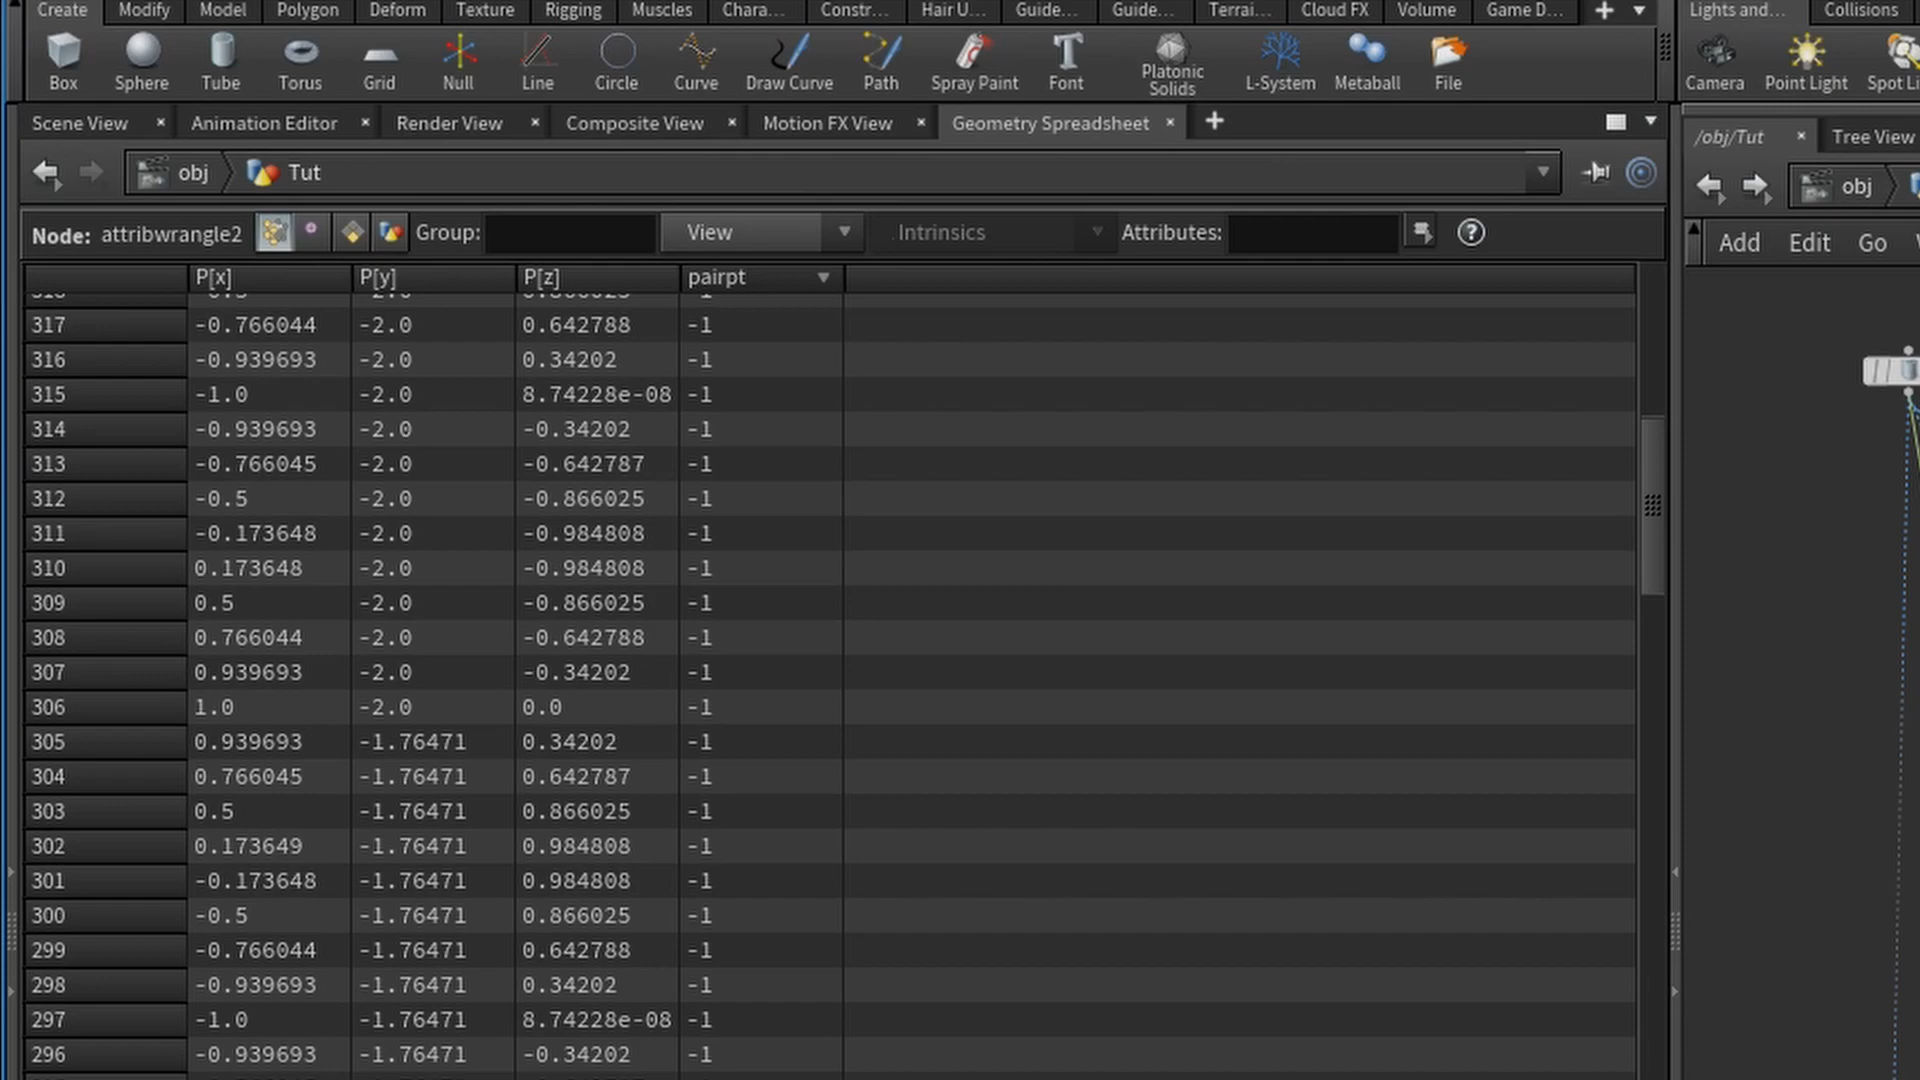 Create Modify Model Polygon Deform Texture Rigging Muscles Chara... Constr... Hair U... Guide... Guide... Terrai... Cloud FX Volume Game D... Lights and... Collisions
Box Sphere Tube Torus Grid Null Line Circle Curve Draw Curve Path Spray Paint Font Platonic Solids L-System Metaball File Camera Point Light Spot Li
Scene View Animation Editor Render View Composite View Motion FX View Geometry Spreadsheet /obj/Tut Tree View
obj Tut obj
Node: attribwrangle2 Group: View Intrinsics Attributes: Add Edit Go
P[x] P[y] P[z] pairpt
317 -0.766044 -2.0 0.642788 -1
316 -0.939693 -2.0 0.34202 -1
315 -1.0 -2.0 8.74228e-08 -1
314 -0.939693 -2.0 -0.34202 -1
313 -0.766045 -2.0 -0.642787 -1
312 -0.5 -2.0 -0.866025 -1
311 -0.173648 -2.0 -0.984808 -1
310 0.173648 -2.0 -0.984808 -1
309 0.5 -2.0 -0.866025 -1
308 0.766044 -2.0 -0.642788 -1
307 0.939693 -2.0 -0.34202 -1
306 1.0 -2.0 0.0 -1
305 0.939693 -1.76471 0.34202 -1
304 0.766045 -1.76471 0.642787 -1
303 0.5 -1.76471 0.866025 -1
302 0.173649 -1.76471 0.984808 -1
301 -0.173648 -1.76471 0.984808 -1
300 -0.5 -1.76471 0.866025 -1
299 -0.766044 -1.76471 0.642788 -1
298 -0.939693 -1.76471 0.34202 -1
297 -1.0 -1.76471 8.74228e-08 -1
296 -0.939693 -1.76471 -0.34202 -1